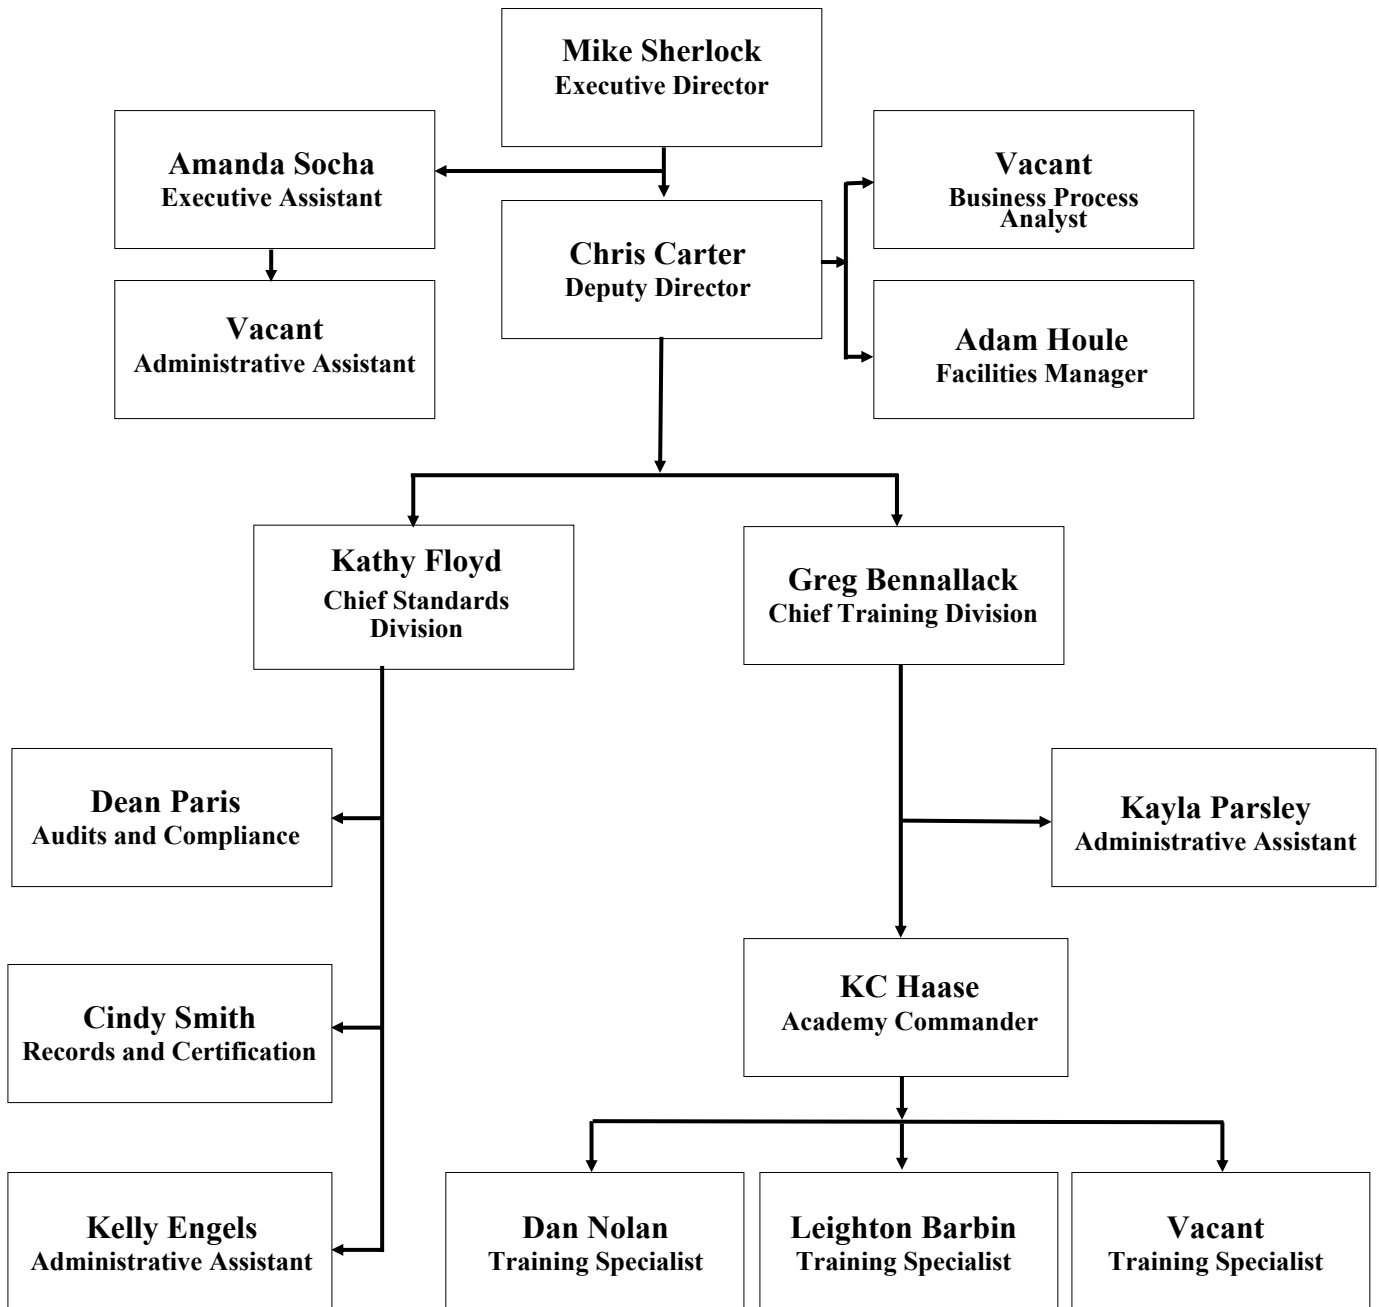 Mike Sherlock
Executive Director
Amanda Socha
Executive Assistant
Vacant
Business Process
Analyst
Chris Carter
Deputy Director
Vacant
Administrative Assistant
Adam Houle
Facilities Manager
Kathy Floyd
Chief Standards
Division
Greg Bennallack
Chief Training Division
Dean Paris
Audits and Compliance
Kayla Parsley
Administrative Assistant
Cindy Smith
Records and Certification
KC Haase
Academy Commander
Kelly Engels
Administrative Assistant
Dan Nolan
Training Specialist
Leighton Barbin
Training Specialist
Vacant
Training Specialist